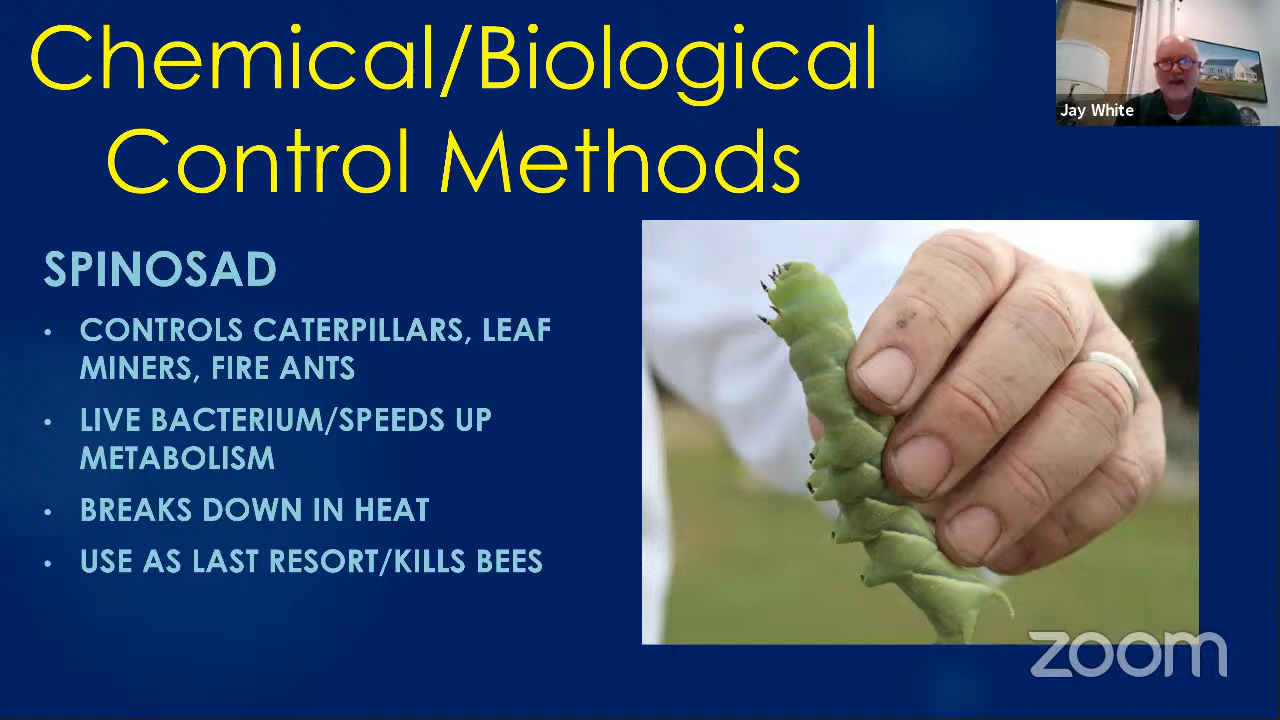 Chemical/Biological
Control Methods
Jay White
SPINOSAD
• CONTROLS CATERPILLARS, LEAF
MINERS, FIRE ANTS
• LIVE BACTERIUM/SPEEDS UP
METABOLISM
• BREAKS DOWN IN HEAT
• USE AS LAST RESORT/KILLS BEES
zoom